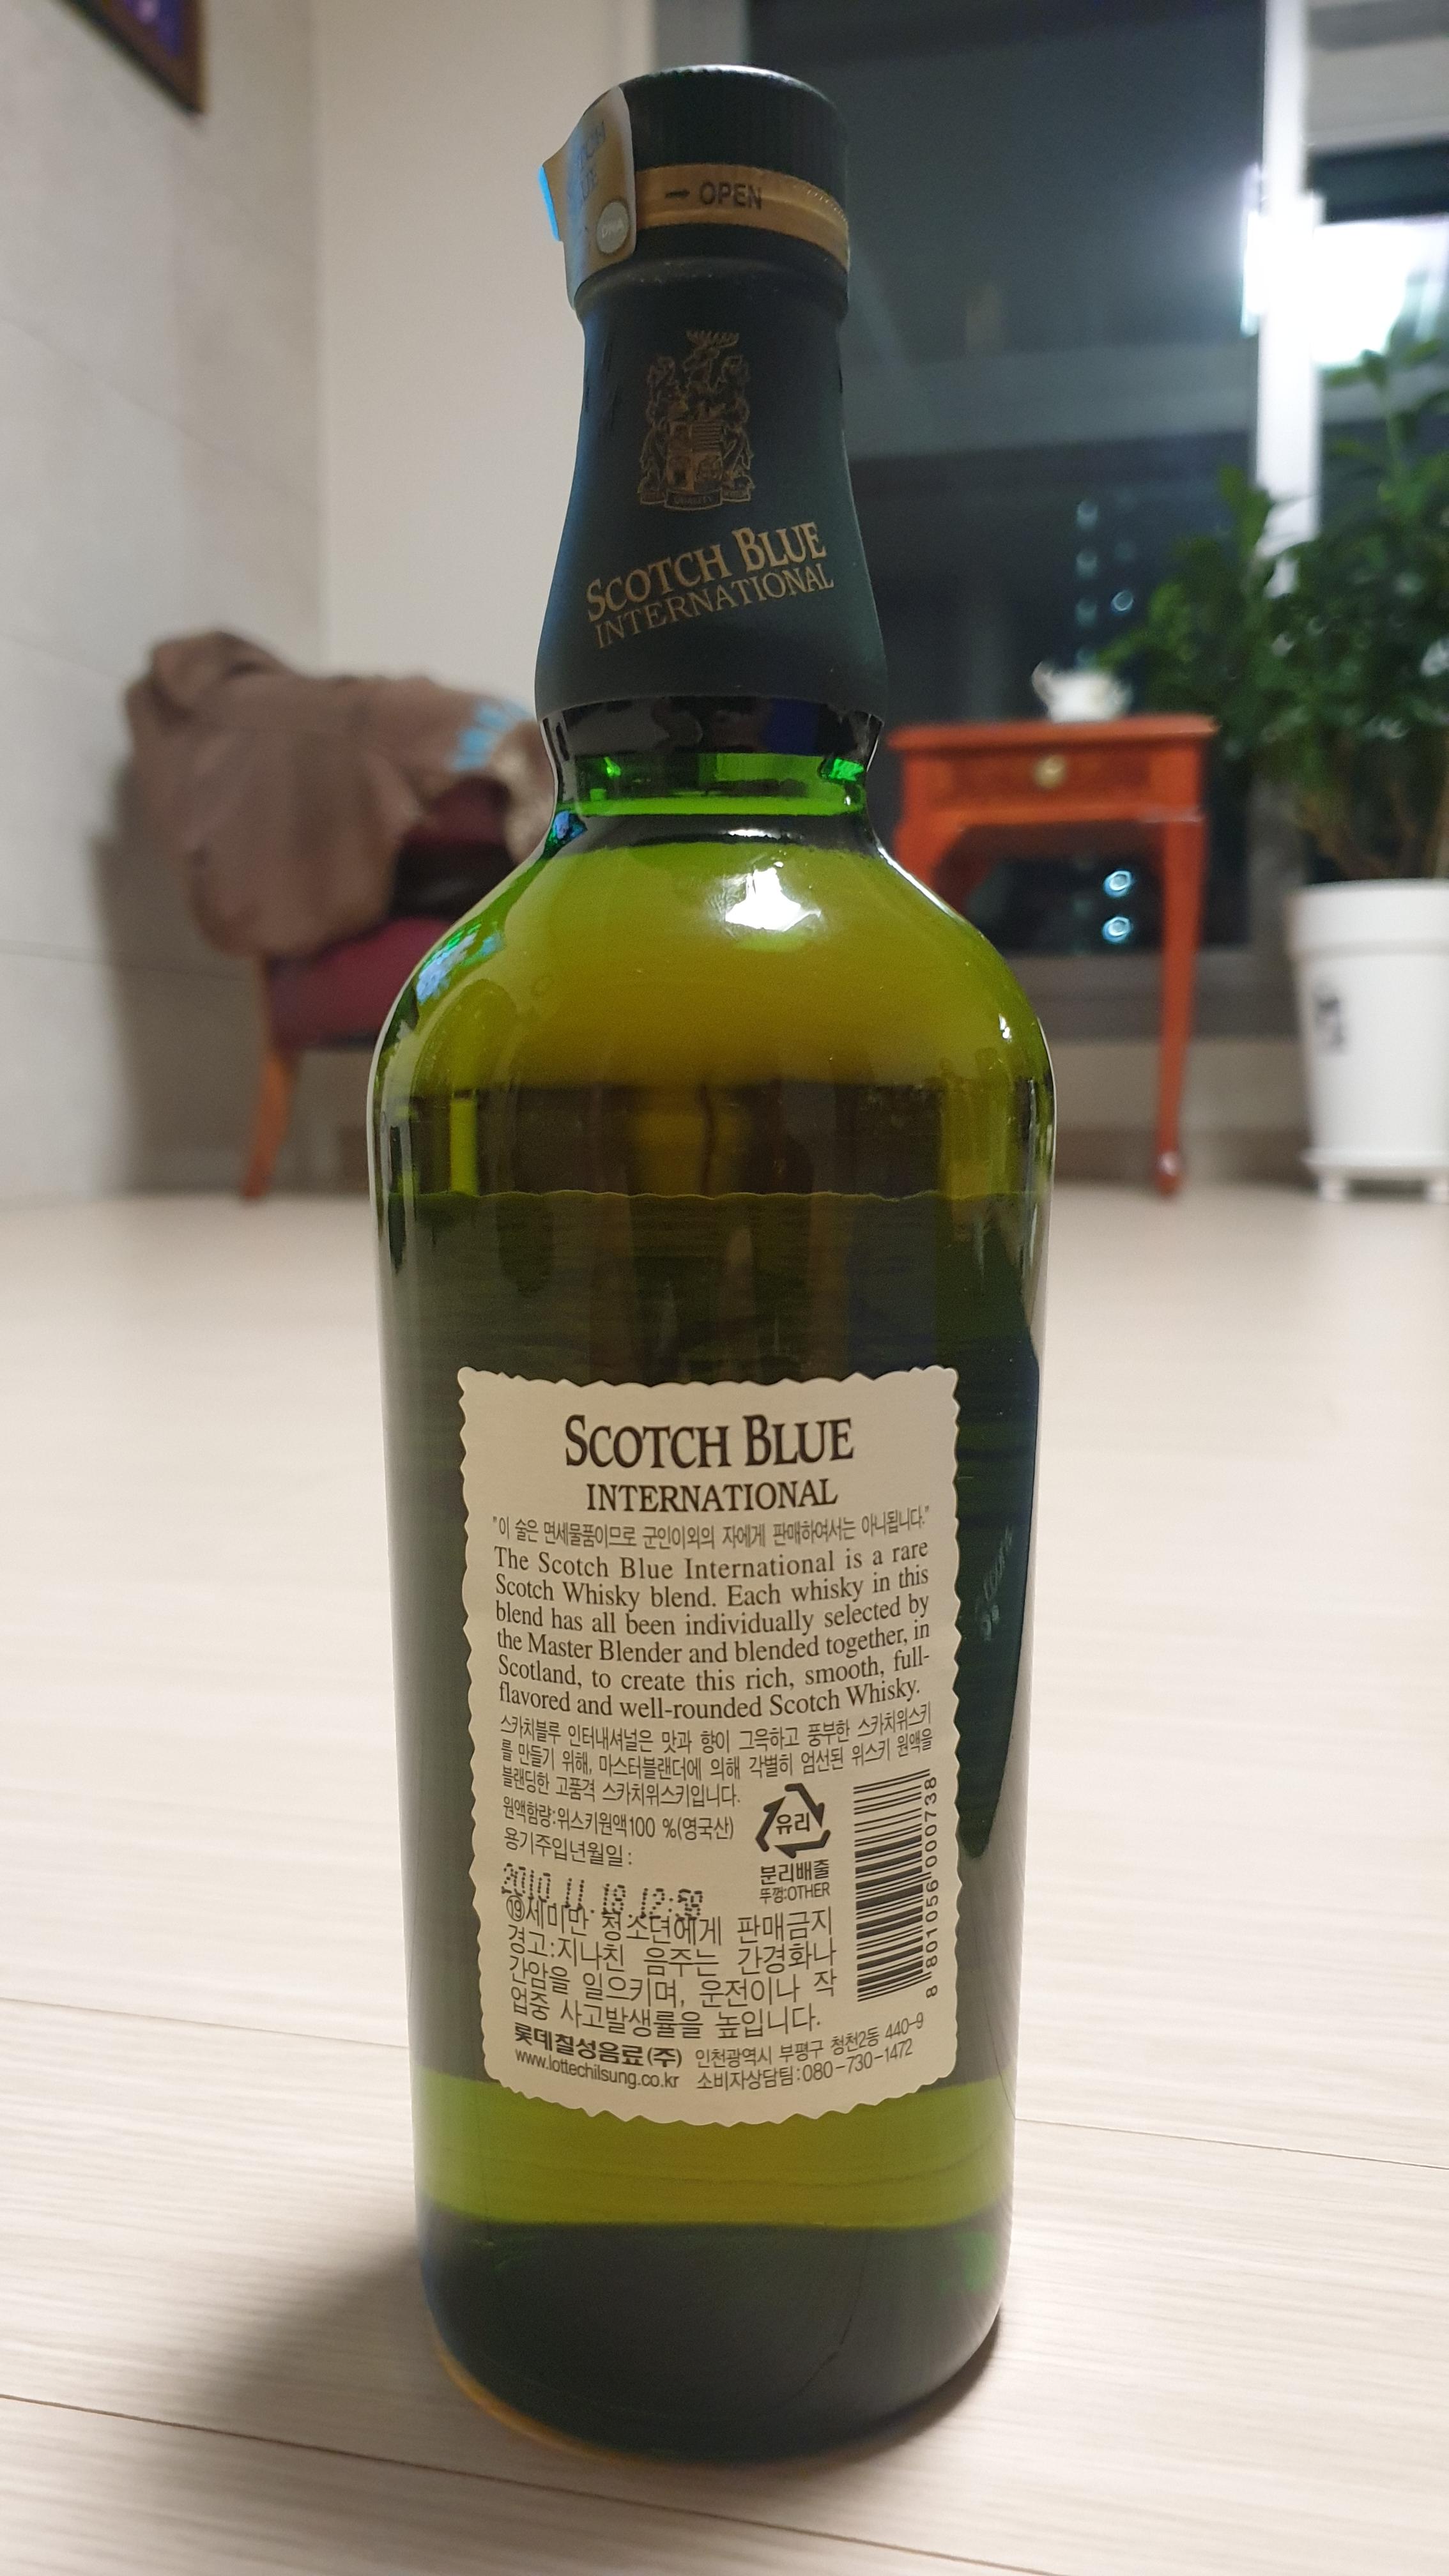 → OPEN
DNA
SCOTCH BLUE
INTERNATIONAL
SCOTCH BLUE
INTERNATIONAL
"이 술은 면세물품이므로 군인이외의 자에게 판매하여서는 아니됩니다."
The Scotch Blue International is a rare
Scotch Whisky blend. Each whisky in this
blend has all been individually selected by
the Master Blender and blended together, in
Scotland, to create this rich, smooth, full-
flavored and well-rounded Scotch Whisky.
스카치블루 인터내셔널은 맛과 향이 그윽하고 풍부한 스카치위스키
를 만들기 위해, 마스터블랜더에 의해 각별히 엄선된 위스키 원액을
블랜딩한 고품격 스카치위스키입니다.
원액함량:위스키원액100 %(영국산)
용기주입년월일:
2010.11.18.12:58
유리
분리배출
뚜껑:OTHER
8 801056 000738
⑲세미만 청소년에게 판매금지
경고:지나친 음주는 간경화나
간암을 일으키며, 운전이나 작
업중 사고발생률을 높입니다.
롯데칠성음료(주) 인천광역시 부평구 청천2동 440-9
www.lottechilsung.co.kr 소비자상담팀:080-730-1472